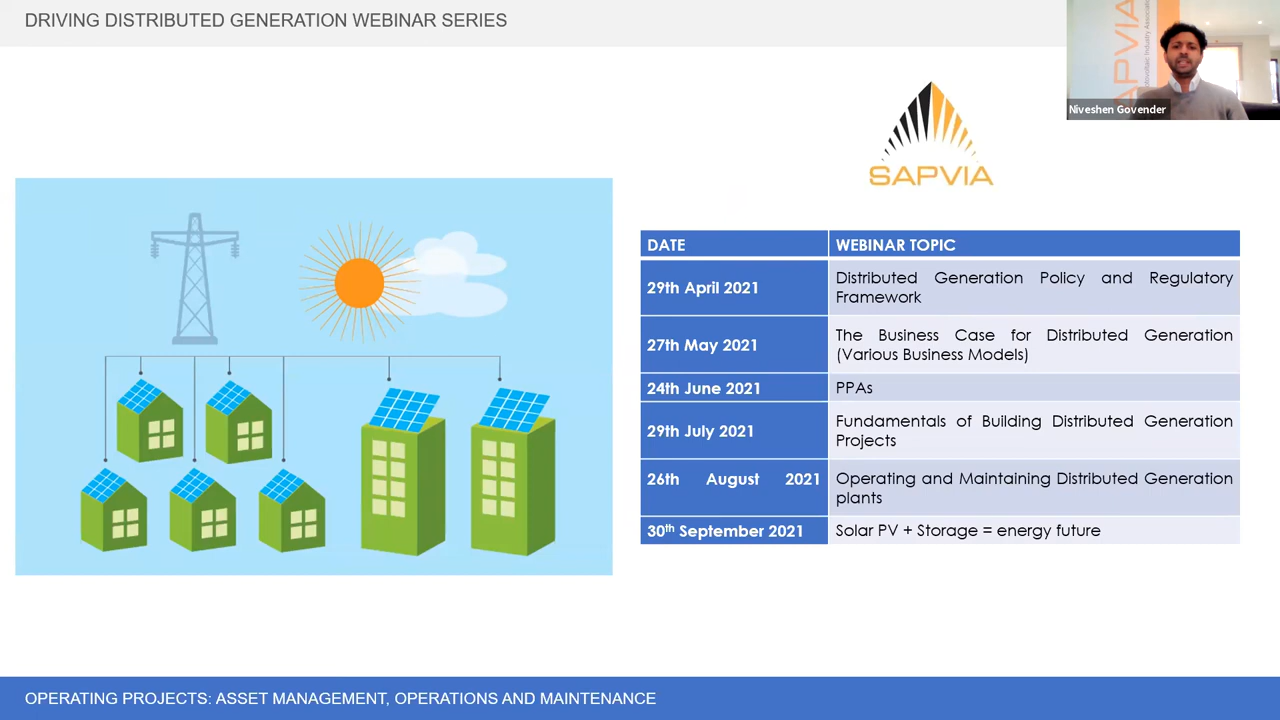 DRIVING DISTRIBUTED GENERATION WEBINAR SERIES
Niveshen Govender
SAPVIA
DATE WEBINAR TOPIC
29th April 2021 Distributed Generation Policy and Regulatory
Framework
27th May 2021 The Business Case for Distributed Generation
(Various Business Models)
24th June 2021 PPAs
29th July 2021 Fundamentals of Building Distributed Generation
Projects
26th August 2021 Operating and Maintaining Distributed Generation
plants
30th September 2021 Solar PV + Storage = energy future
OPERATING PROJECTS: ASSET MANAGEMENT, OPERATIONS AND MAINTENANCE